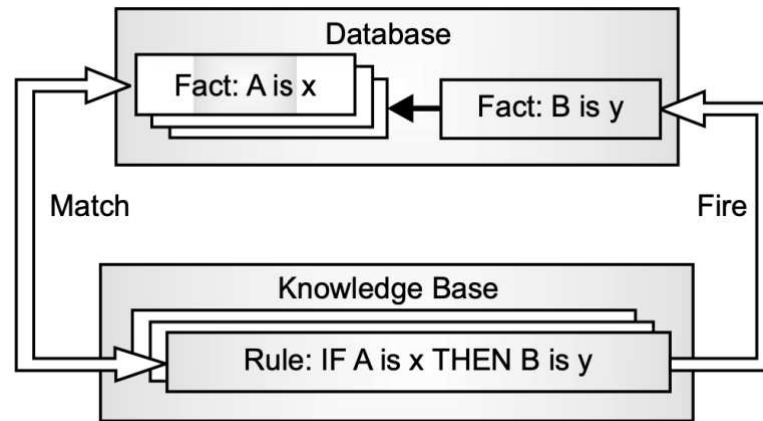 Database
Fact: A is x
Fact: B is y
Match
Fire
Knowledge Base
Rule: IF A is x THEN B is y